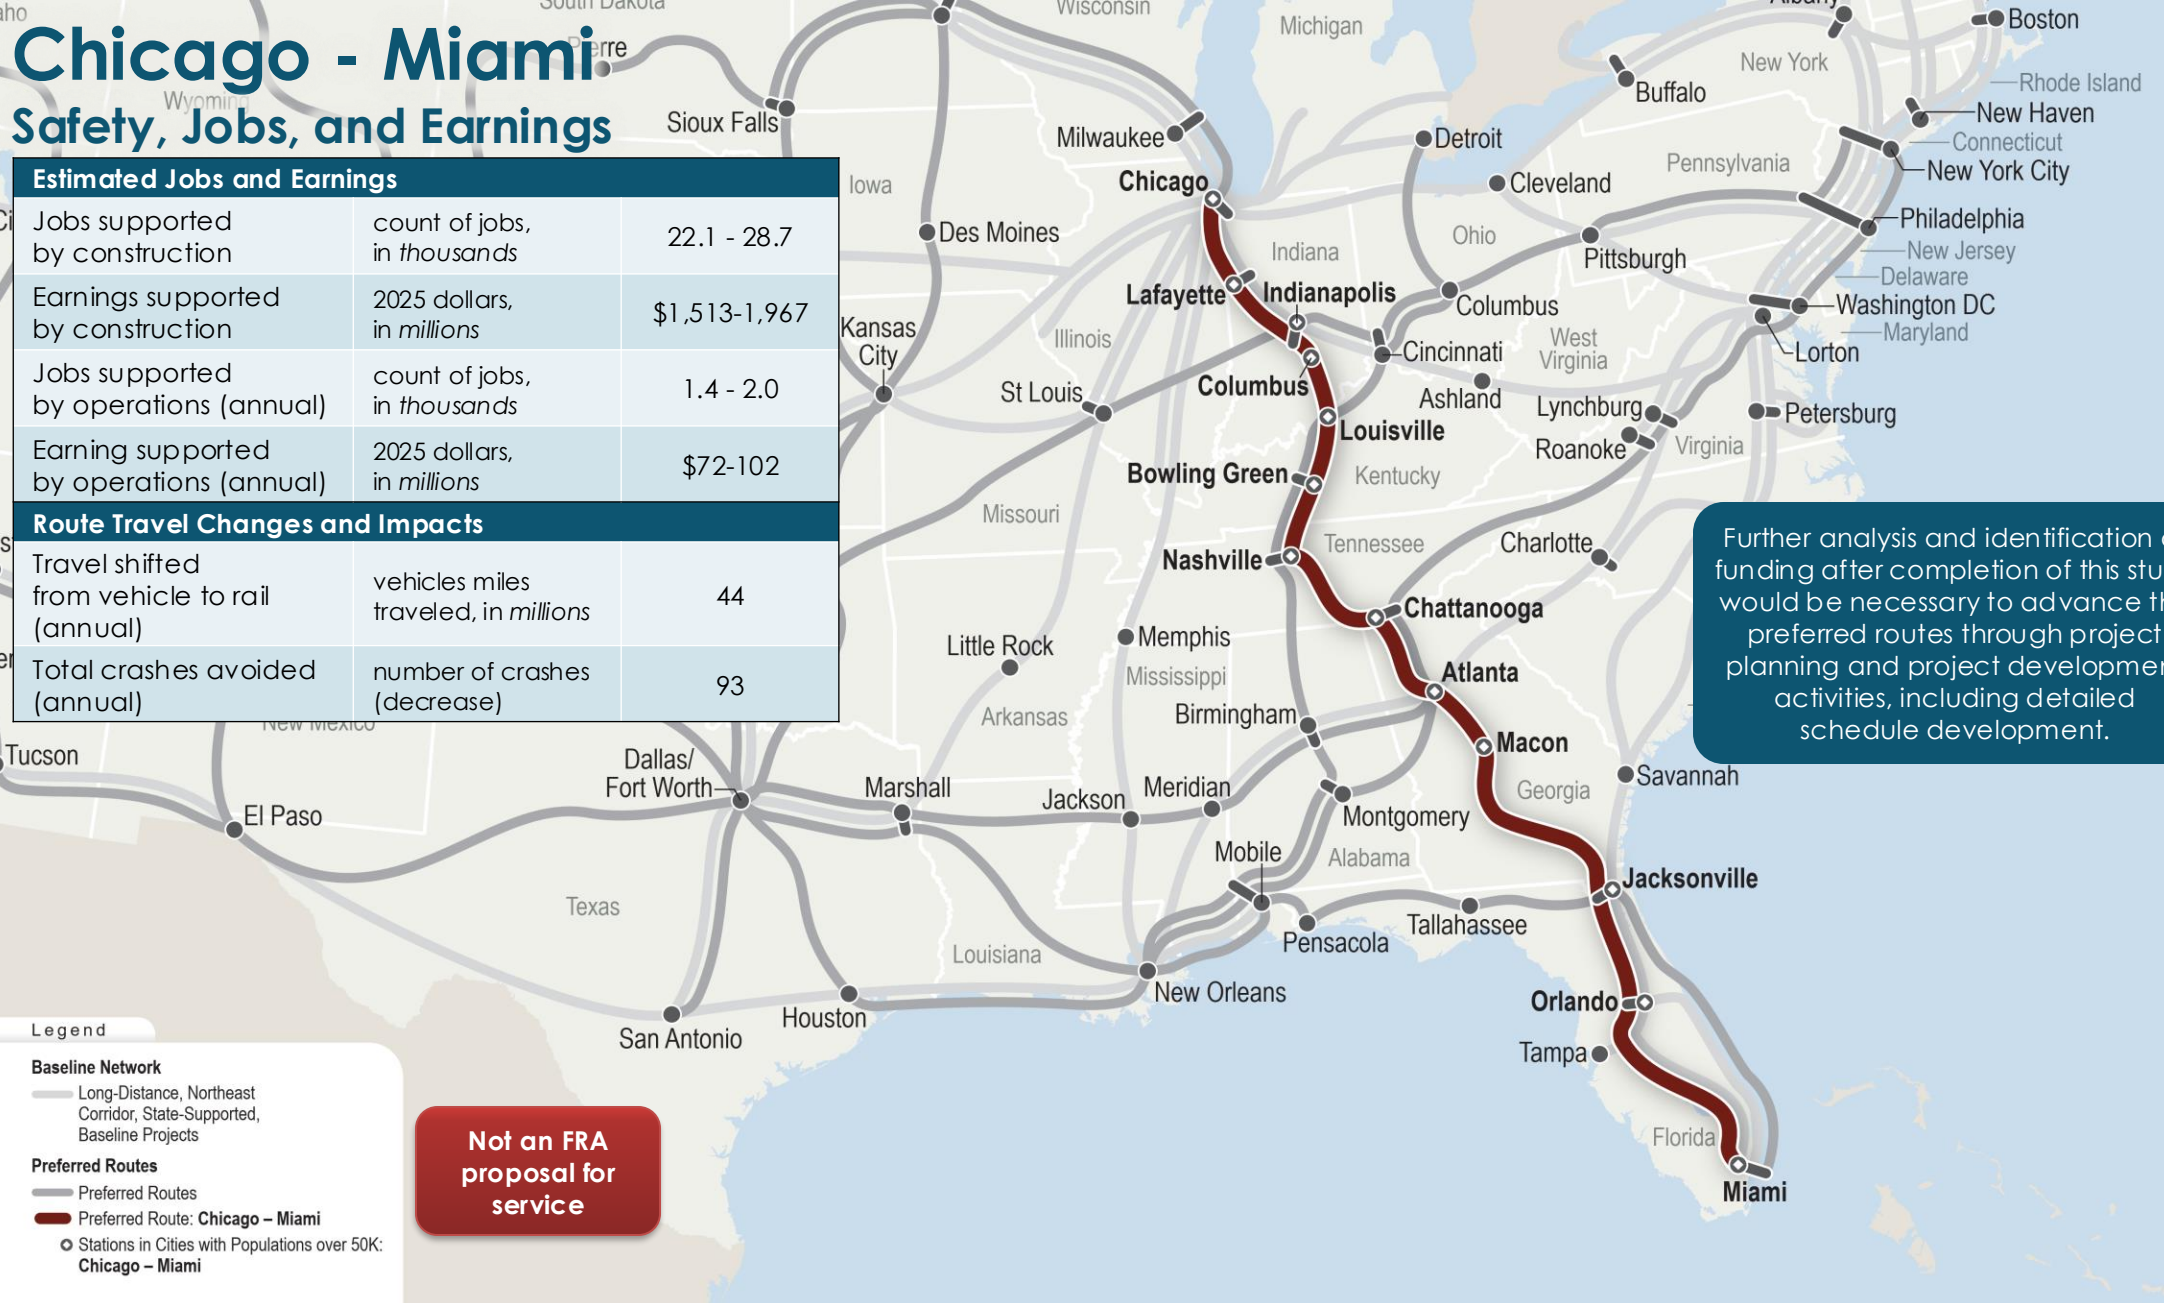 Chicago - Miami
Safety, Jobs, and Earnings
Estimated Jobs and Earnings
Jobs supported
by construction
count of jobs,
in thousands
22.1 - 28.7
Earnings supported
by construction
2025 dollars,
in millions
$1,513-1,967
Jobs supported
by operations (annual)
count of jobs,
in thousands
1.4 - 2.0
Earning supported
by operations (annual)
2025 dollars,
in millions
$72-102
Route Travel Changes and Impacts
Travel shifted
from vehicle to rail
(annual)
vehicles miles
traveled, in millions
44
Total crashes avoided
(annual)
number of crashes
(decrease)
93
South Dakota
Wyoming
Sioux Falls
Iowa
Des Moines
Kansas
City
Wisconsin
Michigan
Milwaukee
Chicago
Lafayette
Indiana
Indianapolis
Illinois
St Louis
Columbus
Louisville
Bowling Green
Kentucky
Missouri
Nashville
Tennessee
Chattanooga
Little Rock
Memphis
Mississippi
Arkansas
Birmingham
Atlanta
Macon
Georgia
Savannah
Detroit
Cleveland
Ohio
Columbus
Cincinnati
Ashland
West
Virginia
Pittsburgh
Pennsylvania
Buffalo
New York
Albany
Boston
Rhode Island
New Haven
Connecticut
New York City
Philadelphia
New Jersey
Delaware
Washington DC
Maryland
Lorton
Lynchburg
Roanoke
Virginia
Petersburg
Charlotte
Further analysis and identification
funding after completion of this
would be necessary to advance
preferred routes through project
planning and project
activities, including detailed
schedule development.
New Mexico
Tucson
El Paso
Dallas/
Fort Worth
Marshall
Jackson
Meridian
Montgomery
Mobile
Alabama
Jacksonville
Tallahassee
Pensacola
Texas
Louisiana
New Orleans
San Antonio
Houston
Orlando
Tampa
Florida
Miami
Legend
Baseline Network
Long-Distance, Northeast
Corridor, State-Supported,
Baseline Projects
Preferred Routes
Preferred Routes
Preferred Route: Chicago – Miami
Stations in Cities with Populations over 50K:
Chicago – Miami
Not an FRA
proposal for
service